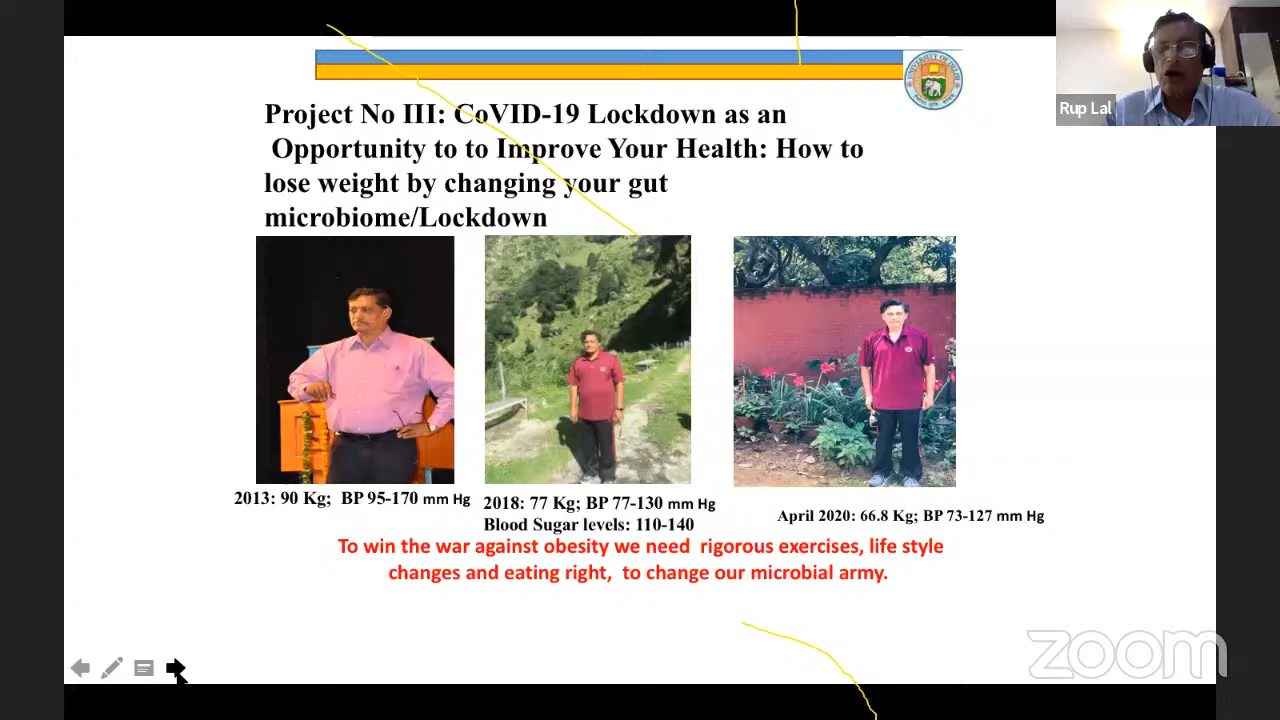 UNIVERSITY OF DELHI
Rup Lal
Project No III: CoVID-19 Lockdown as an
Opportunity to to Improve Your Health: How to
lose weight by changing your gut
microbiome/Lockdown
2013: 90 Kg; BP 95-170 mm Hg
2018: 77 Kg; BP 77-130 mm Hg
Blood Sugar levels: 110-140
April 2020: 66.8 Kg; BP 73-127 mm Hg
To win the war against obesity we need rigorous exercises, life style
changes and eating right, to change our microbial army.
zoom